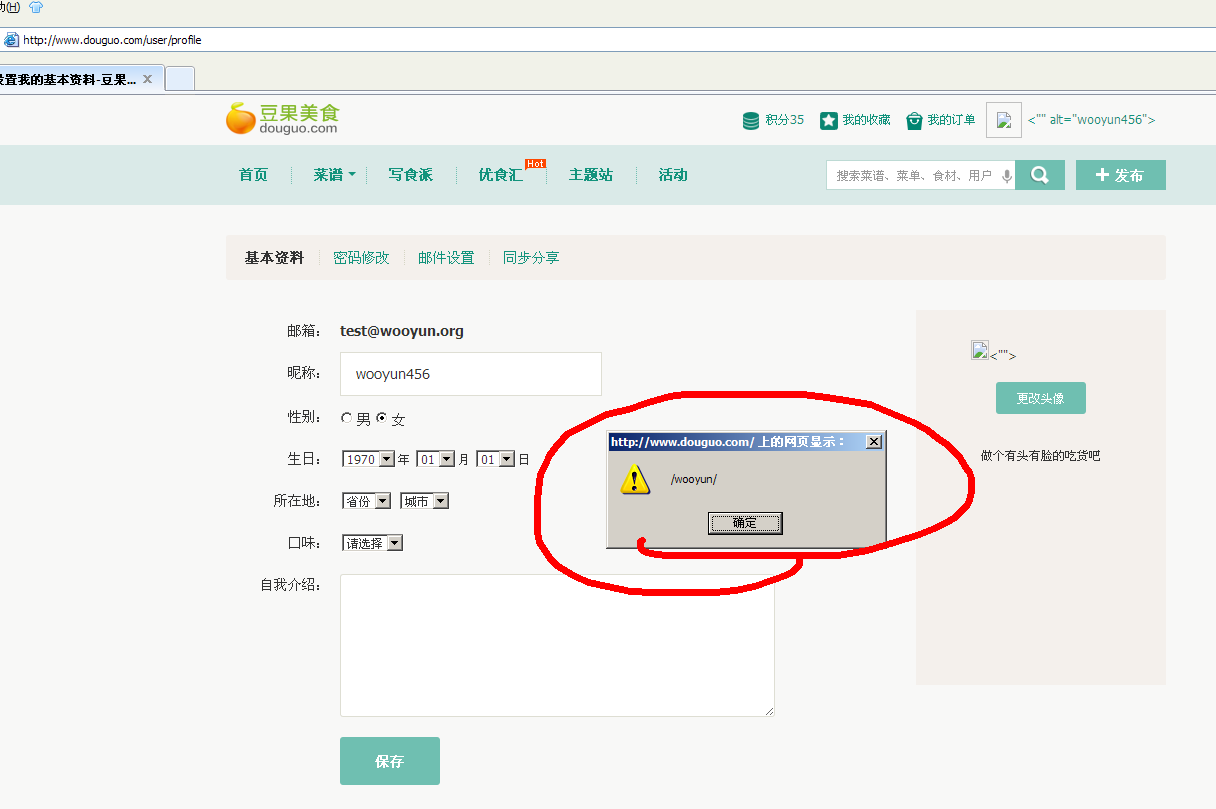 助(H)
http://www.douguo.com/user/profile
设置我的基本资料-豆果...
豆果美食
douguo.com
积分35 我的收藏 我的订单 <"" alt="wooyun456">
首页 菜谱 写食派 优食汇 Hot 主题站 活动 搜索菜谱、菜单、食材、用户 发布
基本资料 密码修改 邮件设置 同步分享
邮箱： test@wooyun.org
<"">
昵称： wooyun456
更改头像
性别： 男 女
http://www.douguo.com/ 上的网页显示：
做个有头有脸的吃货吧
生日： 1970 年 01 月 01 日
/wooyun/
所在地： 省份 城市
确定
口味： 请选择
自我介绍：
保存